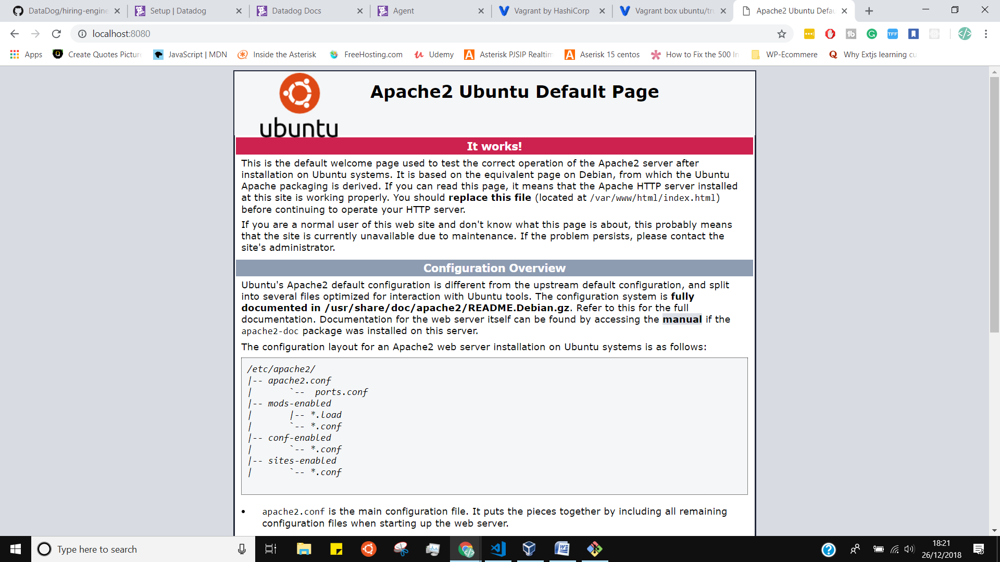 DataDog/hiring-engine
Setup | Datadog
Datadog Docs
Agent
Vagrant by HashiCorp
Vagrant box ubuntu/tru
Apache2 Ubuntu Defau
localhost:8080
TFF
Apps
Create Quotes Picture
JavaScript | MDN
Inside the Asterisk
FreeHosting.com
Udemy
Asterisk PJSIP Realtim
Aserisk 15 centos
How to Fix the 500 In
WP-Ecommere
Why Extjs learning cu
ubuntu
Apache2 Ubuntu Default Page
It works!
This is the default welcome page used to test the correct operation of the Apache2 server after
installation on Ubuntu systems. It is based on the equivalent page on Debian, from which the Ubuntu
Apache packaging is derived. If you can read this page, it means that the Apache HTTP server installed
at this site is working properly. You should replace this file (located at /var/www/html/index.html)
before continuing to operate your HTTP server.
If you are a normal user of this web site and don't know what this page is about, this probably means
that the site is currently unavailable due to maintenance. If the problem persists, please contact the
site's administrator.
Configuration Overview
Ubuntu's Apache2 default configuration is different from the upstream default configuration, and split
into several files optimized for interaction with Ubuntu tools. The configuration system is fully
documented in /usr/share/doc/apache2/README.Debian.gz. Refer to this for the full
documentation. Documentation for the web server itself can be found by accessing the manual if the
apache2-doc package was installed on this server.
The configuration layout for an Apache2 web server installation on Ubuntu systems is as follows:
/etc/apache2/
|-- apache2.conf
|       `--  ports.conf
|-- mods-enabled
|       |-- *.load
|       `-- *.conf
|-- conf-enabled
|       `-- *.conf
|-- sites-enabled
|       `-- *.conf
• apache2.conf is the main configuration file. It puts the pieces together by including all remaining
configuration files when starting up the web server.
Type here to search
18:21
26/12/2018